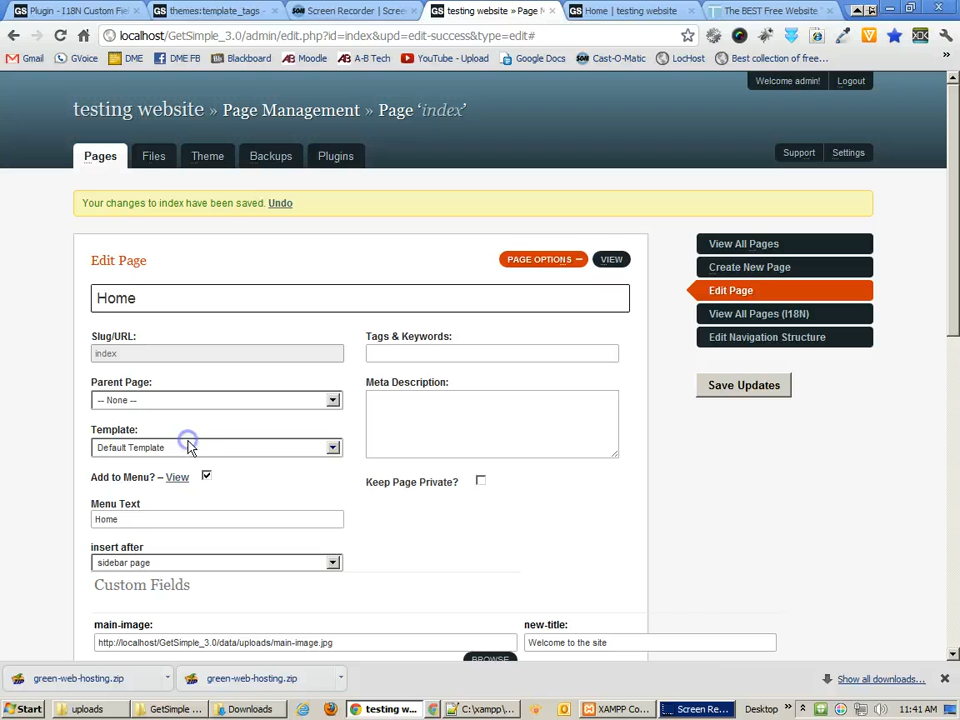 Plugin - I18N Custom Fiel
themes:template_tags -
Screen Recorder | Scree
testing website » Page M
Home | testing website
The BEST Free Website
localhost/GetSimple_3.0/admin/edit.php?id=index&upd=edit-success&type=edit#
Gmail GVoice DME DME FB Blackboard Moodle A-B Tech YouTube - Upload Google Docs Cast-O-Matic LocHost Best collection of free... »
Welcome admin! Logout
testing website » Page Management » Page ‘index’
Pages Files Theme Backups Plugins Support Settings
Your changes to index have been saved. Undo
Edit Page PAGE OPTIONS – VIEW
Home
Slug/URL:
index
Parent Page:
-- None --
Template:
Default Template
Add to Menu? – View
Menu Text
Home
insert after
sidebar page
Tags & Keywords:
Meta Description:
Keep Page Private?
View All Pages
Create New Page
Edit Page
View All Pages (I18N)
Edit Navigation Structure
Save Updates
Custom Fields
main-image: new-title:
http://localhost/GetSimple_3.0/data/uploads/main-image.jpg Welcome to the site
BROWSE
green-web-hosting.zip green-web-hosting.zip Show all downloads...
Start uploads GetSimple ... Downloads testing w... C:\xampp\... XAMPP Co... Screen Re... Desktop » 11:41 AM